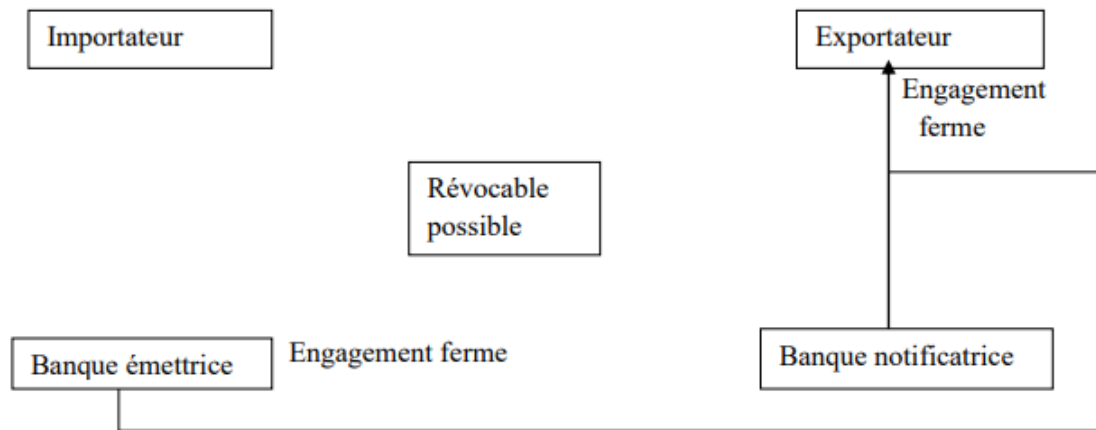 Importateur
Exportateur
Engagement
ferme
Révocable
possible
Banque émettrice
Engagement ferme
Banque notificatrice